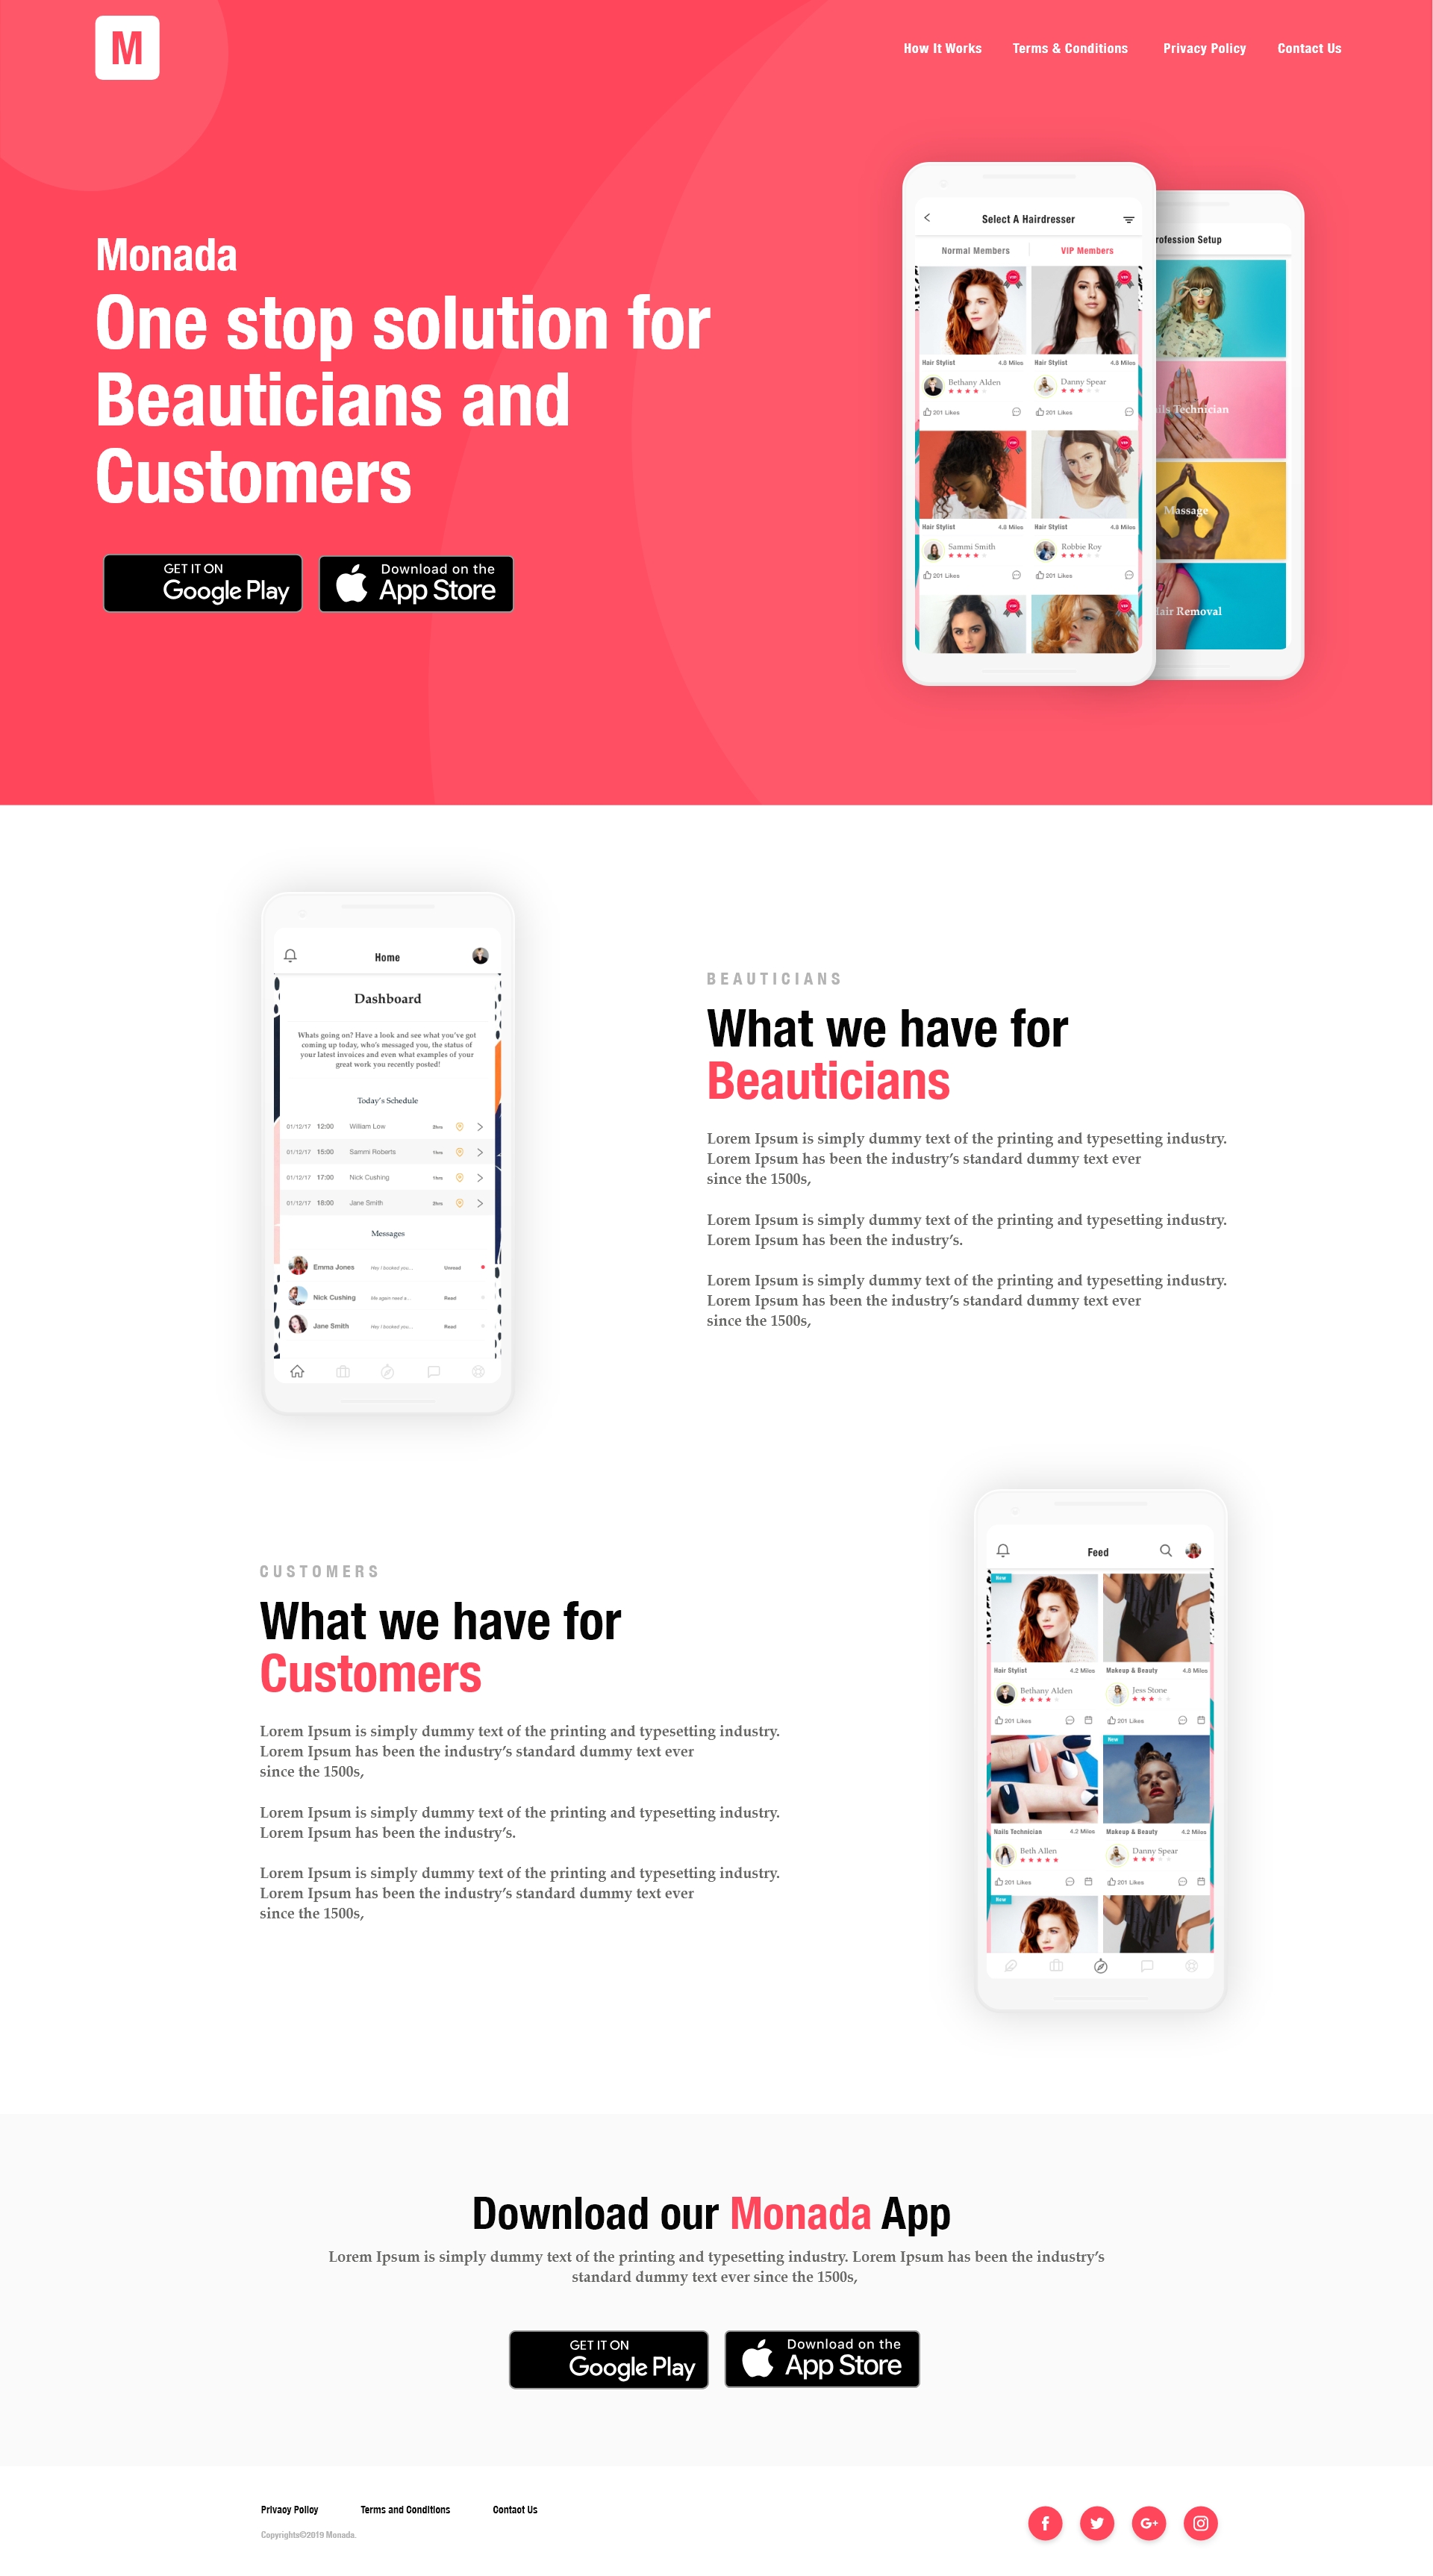 M
How It Works
Terms & Conditions
Privacy Policy
Contact Us
Monada
One stop solution for
Beauticians and
Customers
GET IT ON
Google Play
Download on the
App Store
Select A Hairdresser
Normal Members
VIP Members
Hair Stylist 4.8 Miles
Bethany Alden
201 Likes
Hair Stylist 4.8 Miles
Danny Spear
201 Likes
Hair Stylist 4.8 Miles
Sammi Smith
201 Likes
Hair Stylist 4.8 Miles
Robbie Roy
201 Likes
rofession Setup
ils Technician
Massage
air Removal
Home
Dashboard
Whats going on? Have a look and see what you've got
coming up today, who's messaged you, the status of
your latest invoices and even what examples of your
great work you recently posted!
Today's Schedule
01/12/17 12:00 William Low 2hrs
01/12/17 15:00 Sammi Roberts 1hrs
01/12/17 17:00 Nick Cushing 1hrs
01/12/17 18:00 Jane Smith 2hrs
Messages
Emma Jones Hey I booked you... Unread
Nick Cushing Me again need a... Read
Jane Smith Hey I booked you... Read
BEAUTICIANS
What we have for
Beauticians
Lorem Ipsum is simply dummy text of the printing and typesetting industry.
Lorem Ipsum has been the industry's standard dummy text ever
since the 1500s,
Lorem Ipsum is simply dummy text of the printing and typesetting industry.
Lorem Ipsum has been the industry's.
Lorem Ipsum is simply dummy text of the printing and typesetting industry.
Lorem Ipsum has been the industry's standard dummy text ever
since the 1500s,
CUSTOMERS
What we have for
Customers
Lorem Ipsum is simply dummy text of the printing and typesetting industry.
Lorem Ipsum has been the industry's standard dummy text ever
since the 1500s,
Lorem Ipsum is simply dummy text of the printing and typesetting industry.
Lorem Ipsum has been the industry's.
Lorem Ipsum is simply dummy text of the printing and typesetting industry.
Lorem Ipsum has been the industry's standard dummy text ever
since the 1500s,
Feed
New
Hair Stylist 4.2 Miles
Bethany Alden
201 Likes
Makeup & Beauty 4.8 Miles
Jess Stone
201 Likes
Nails Technician 4.2 Miles
Beth Allen
201 Likes
New
Makeup & Beauty 4.2 Miles
Danny Spear
201 Likes
New
Download our Monada App
Lorem Ipsum is simply dummy text of the printing and typesetting industry. Lorem Ipsum has been the industry's
standard dummy text ever since the 1500s,
GET IT ON
Google Play
Download on the
App Store
Privacy Policy
Terms and Conditions
Contact Us
Copyrights©2019 Monada.